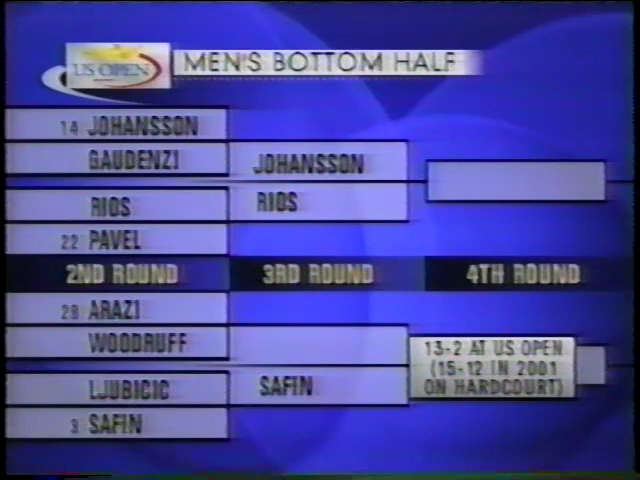 US OPEN
MEN'S BOTTOM HALF
14 JOHANSSON
GAUDENZI
JOHANSSON
RIOS
RIOS
22 PAVEL
2ND ROUND
3RD ROUND
4TH ROUND
28 ARAZI
WOODRUFF
13-2 AT US OPEN
(15-12 IN 2001
ON HARDCOURT)
LJUBICIC
SAFIN
3 SAFIN